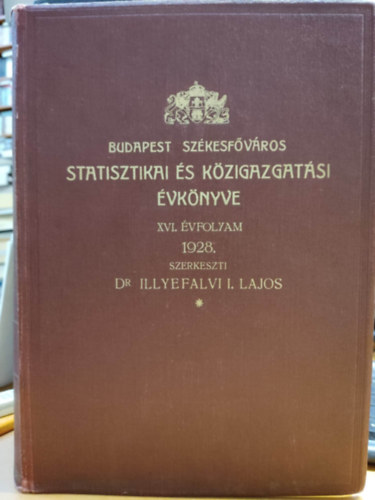 BUDAPEST SZÉKESFŐVÁROS
STATISZTIKAI ÉS KÖZIGAZGATÁSI
ÉVKÖNYVE
XVI. ÉVFOLYAM
1928.
SZERKESZTI
DR ILLYEFALVI I. LAJOS